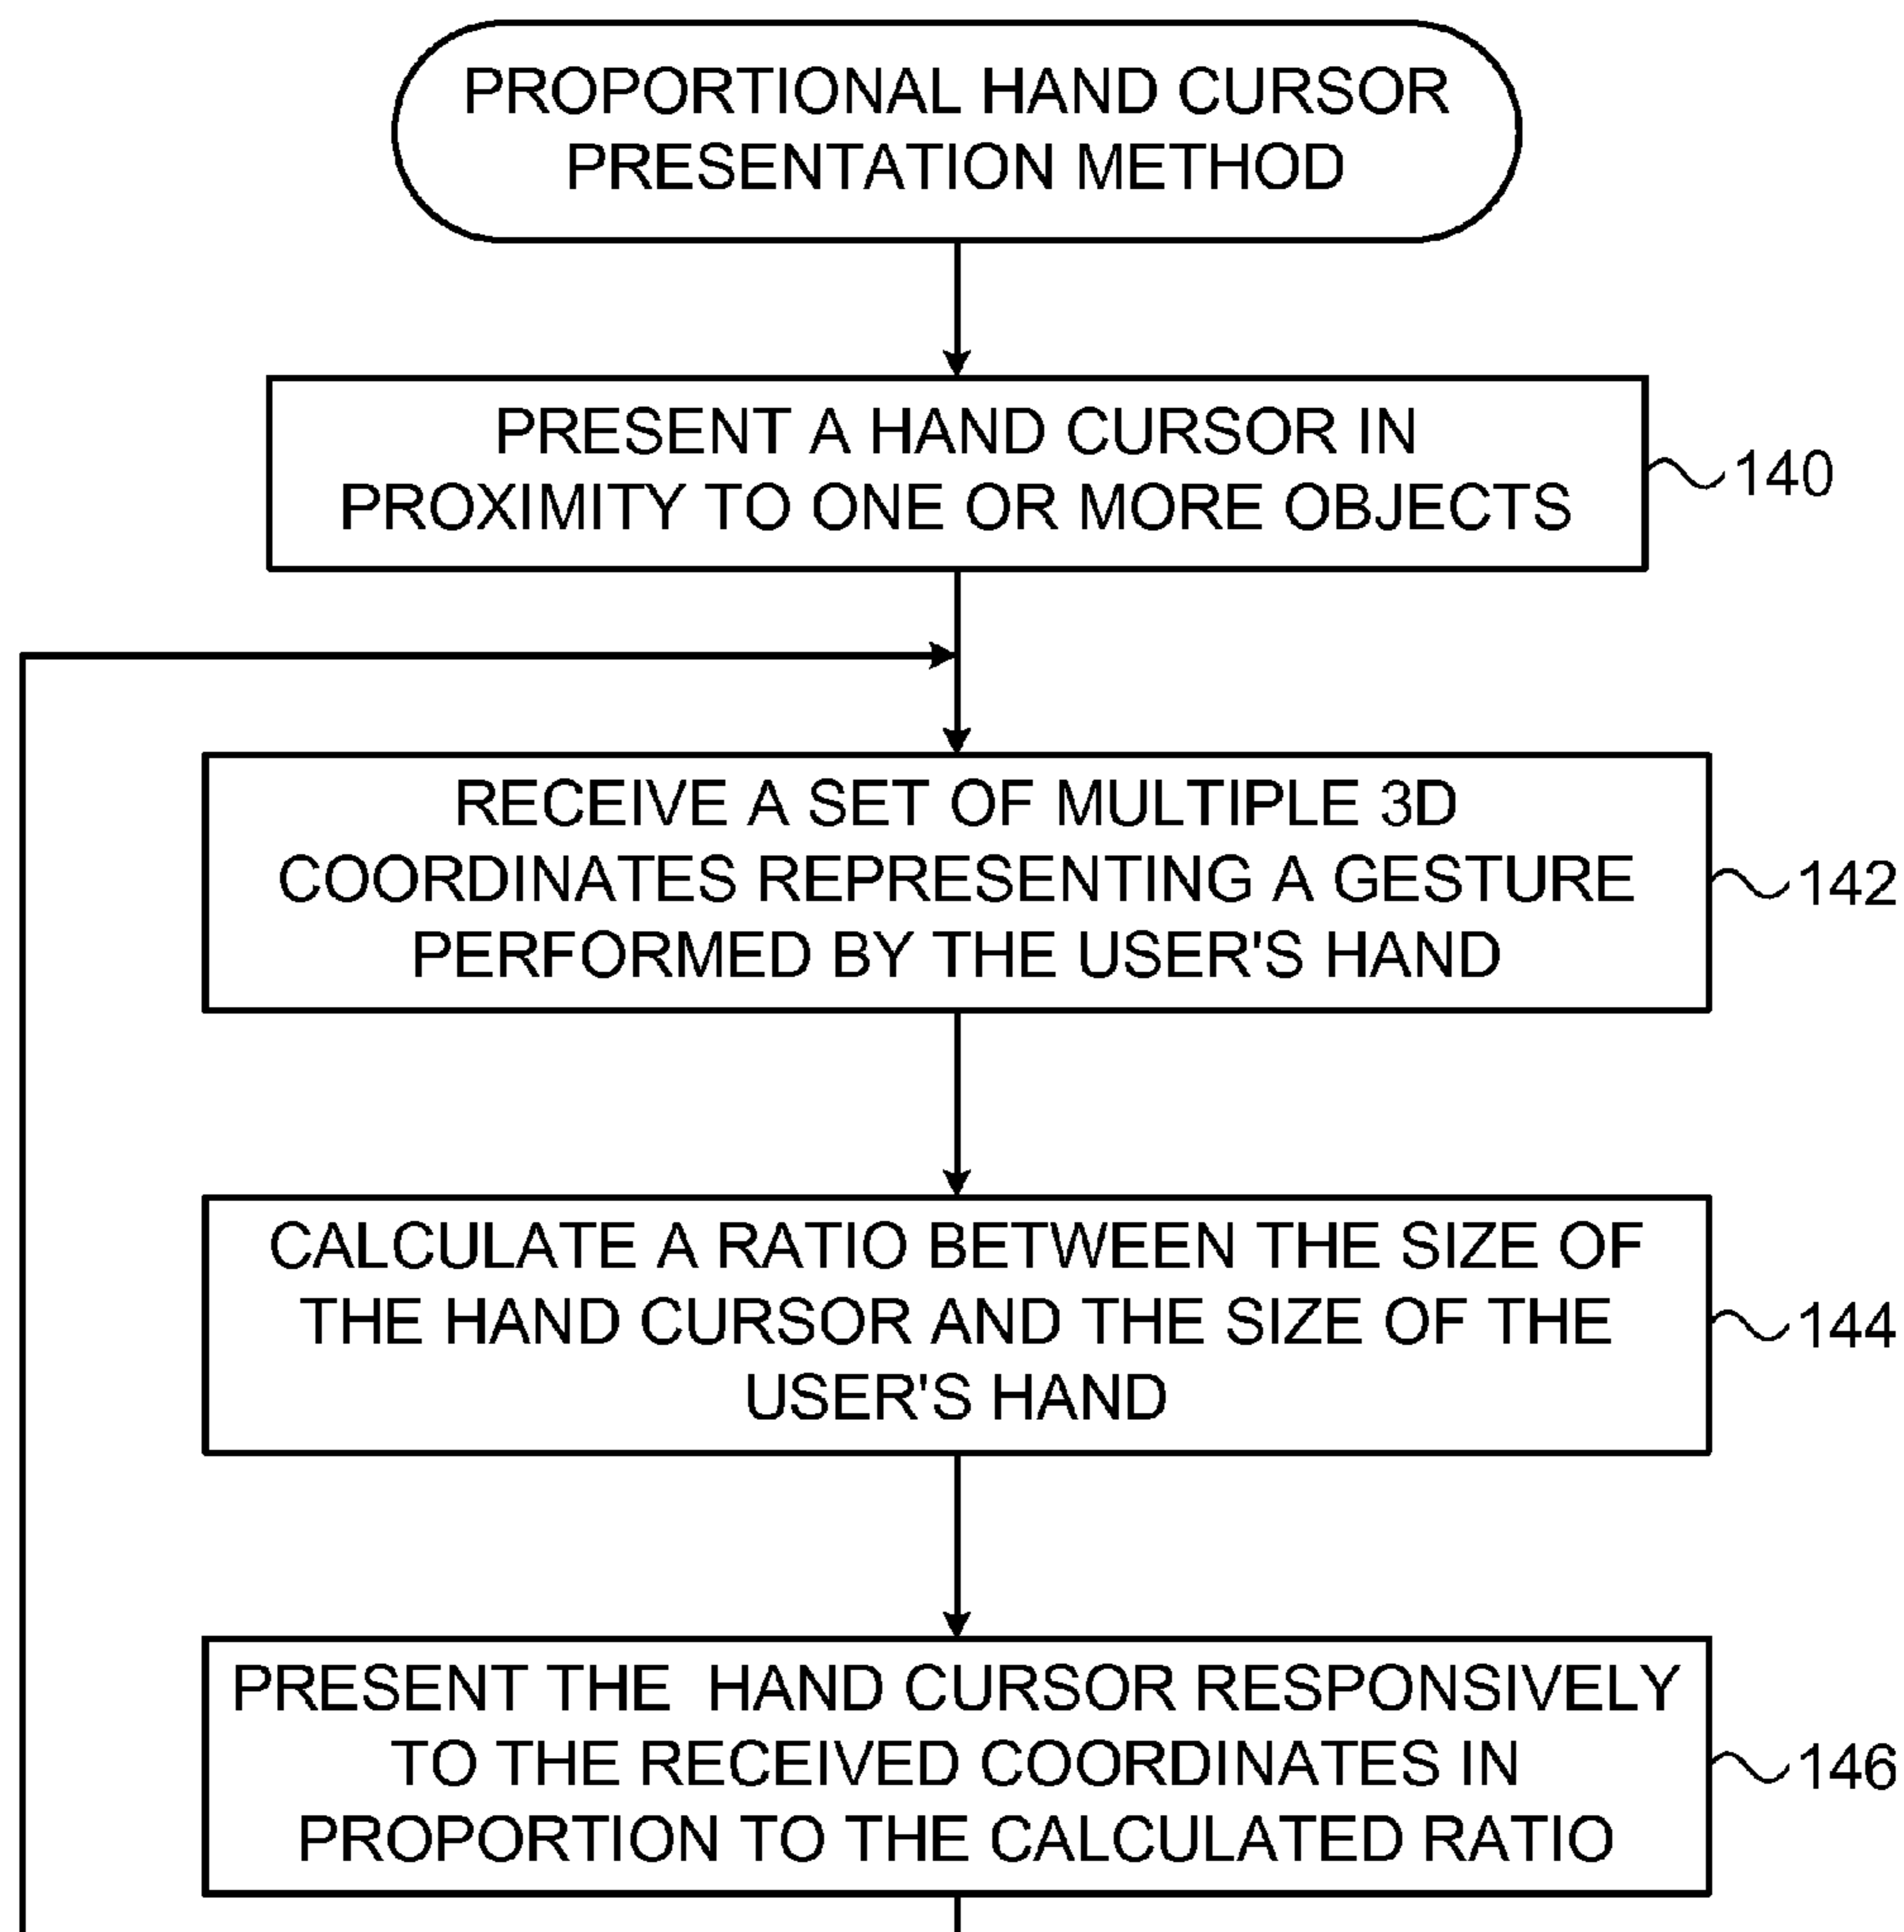 PROPORTIONAL HAND CURSOR
PRESENTATION METHOD
PRESENT A HAND CURSOR IN
PROXIMITY TO ONE OR MORE OBJECTS
140
RECEIVE A SET OF MULTIPLE 3D
COORDINATES REPRESENTING A GESTURE
PERFORMED BY THE USER'S HAND
142
CALCULATE A RATIO BETWEEN THE SIZE OF
THE HAND CURSOR AND THE SIZE OF THE
USER'S HAND
144
PRESENT THE HAND CURSOR RESPONSIVELY
TO THE RECEIVED COORDINATES IN
PROPORTION TO THE CALCULATED RATIO
146